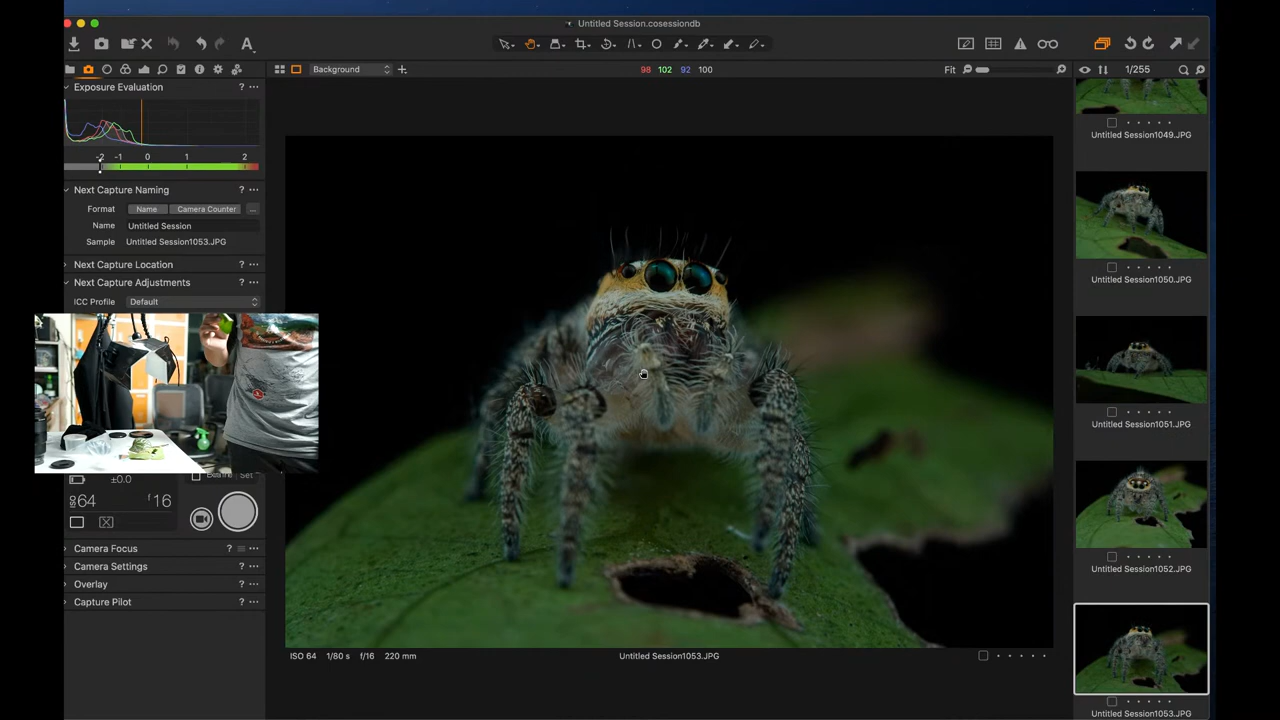 Untitled Session.cosessiondb
Background
98 102 92 100
Fit
1/255
Exposure Evaluation ? ...
-2 -1 0 1 2
Next Capture Naming ? ...
Format Name Camera Counter ...
Name Untitled Session
Sample Untitled Session1053.JPG
Next Capture Location ? ...
Next Capture Adjustments ? ...
ICC Profile Default
±0.0
ISO 64 f 16
Camera Focus ? ...
Camera Settings ? ...
Overlay ? ...
Capture Pilot ? ...
ISO 64 1/80 s f/16 220 mm
Untitled Session1053.JPG
Untitled Session1049.JPG
Untitled Session1050.JPG
Untitled Session1051.JPG
Untitled Session1052.JPG
Untitled Session1053.JPG